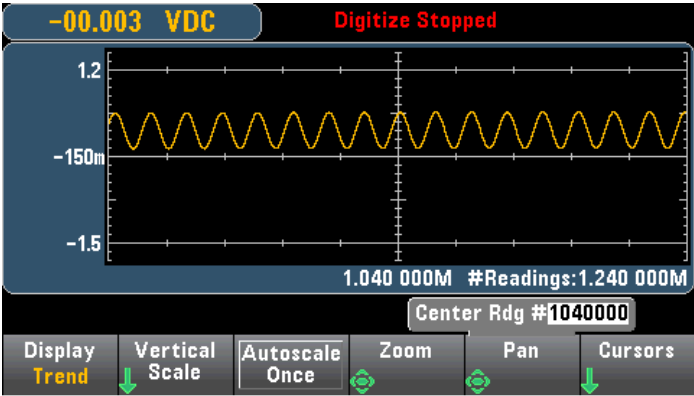 -00.003 VDC
Digitize Stopped
1.2
-150m
-1.5
1.040 000M #Readings:1.240 000M
Center Rdg #1040000
Display Trend
Vertical Scale
Autoscale Once
Zoom
Pan
Cursors